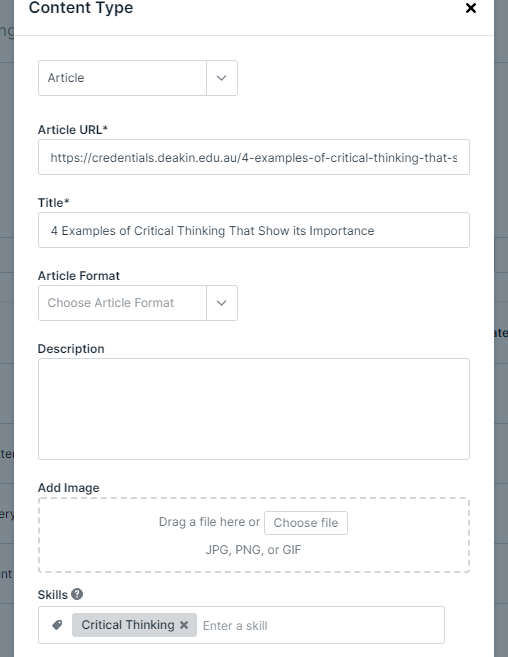 Content Type
Article
Article URL*
https://credentials.deakin.edu.au/4-examples-of-critical-thinking-that-s
Title*
4 Examples of Critical Thinking That Show its Importance
Article Format
Choose Article Format
Description
Add Image
Drag a file here or Choose file
JPG, PNG, or GIF
Skills
Critical Thinking Enter a skill